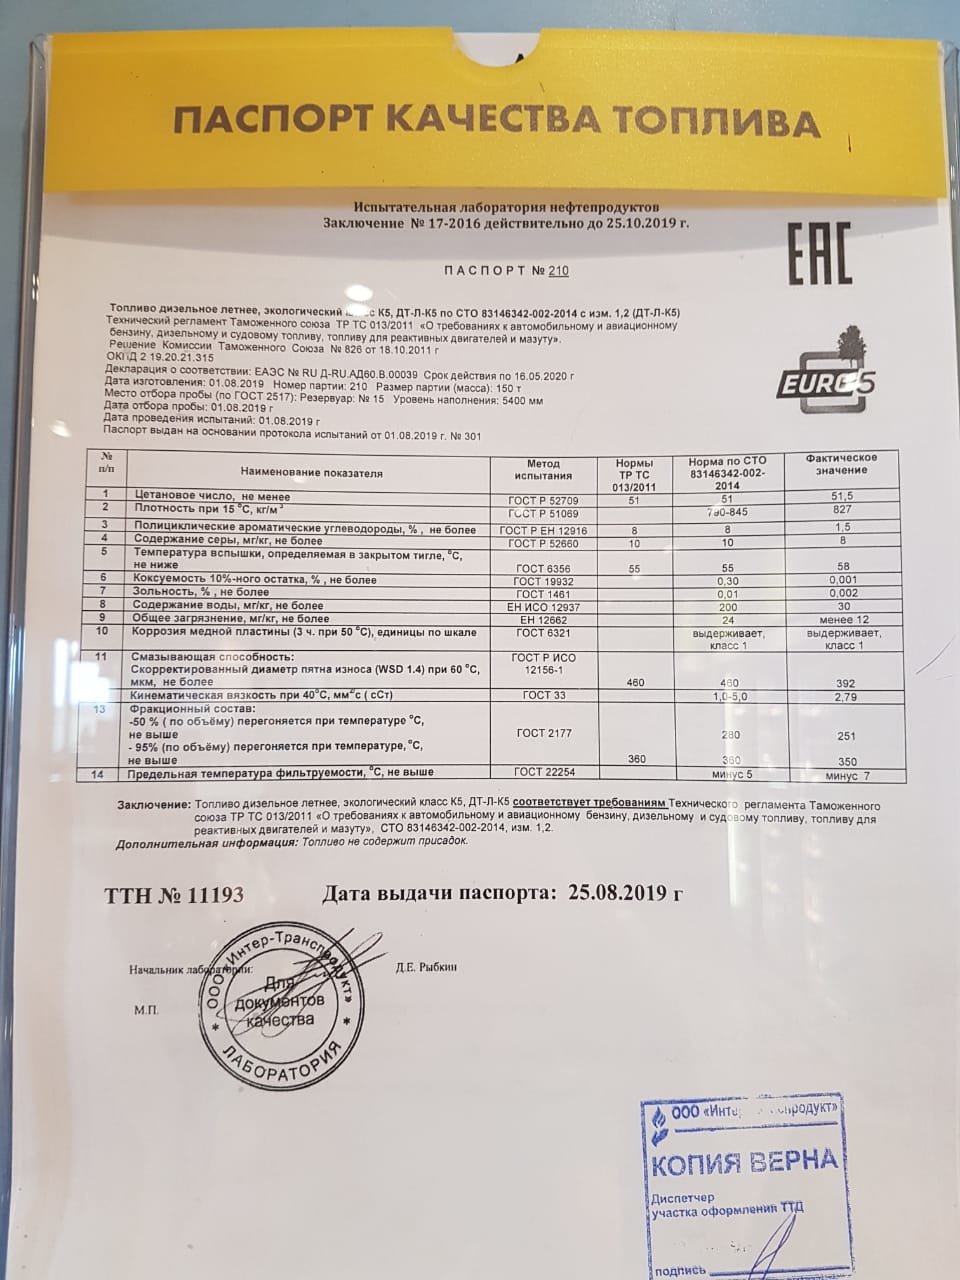 ПАСПОРТ КАЧЕСТВА ТОПЛИВА
Испытательная лаборатория нефтепродуктов
Заключение № 17-2016 действительно до 25.10.2019 г.
EAC
ПАСПОРТ № 210
Топливо дизельное летнее, экологический класс К5, ДТ-Л-К5 по СТО 83146342-002-2014 с изм. 1,2 (ДТ-Л-К5)
Технический регламент Таможенного союза ТР ТС 013/2011 «О требованиях к автомобильному и авиационному
бензину, дизельному и судовому топливу, топливу для реактивных двигателей и мазуту».
Решение Комиссии Таможенного Союза № 826 от 18.10.2011 г
ОКПД 2 19.20.21.315
Декларация о соответствии: ЕАЭС № RU Д-RU.АД60.В.00039 Срок действия по 16.05.2020 г
Дата изготовления: 01.08.2019 Номер партии: 210 Размер партии (масса): 150 т
Место отбора пробы (по ГОСТ 2517): Резервуар: № 15 Уровень наполнения: 5400 мм
Дата отбора пробы: 01.08.2019 г
Дата проведения испытаний: 01.08.2019 г
Паспорт выдан на основании протокола испытаний от 01.08.2019 г. № 301
EURO 5
№ п/п Наименование показателя Метод испытания Нормы ТР ТС 013/2011 Норма по СТО 83146342-002-2014 Фактическое значение
1 Цетановое число, не менее ГОСТ Р 52709 51 51 51,5
2 Плотность при 15 °С, кг/м³ ГОСТ Р 51069 790-845 827
3 Полициклические ароматические углеводороды, % , не более ГОСТ Р ЕН 12916 8 8 1,5
4 Содержание серы, мг/кг, не более ГОСТ Р 52660 10 10 8
5 Температура вспышки, определяемая в закрытом тигле, °С,
не ниже ГОСТ 6356 55 55 58
6 Коксуемость 10%-ного остатка, % , не более ГОСТ 19932 0,30 0,001
7 Зольность, % , не более ГОСТ 1461 0,01 0,002
8 Содержание воды, мг/кг, не более ЕН ИСО 12937 200 30
9 Общее загрязнение, мг/кг, не более ЕН 12662 24 менее 12
10 Коррозия медной пластины (3 ч. при 50 °С), единицы по шкале ГОСТ 6321 выдерживает, класс 1 выдерживает, класс 1
11 Смазывающая способность:
Скорректированный диаметр пятна износа (WSD 1.4) при 60 °С,
мкм, не более ГОСТ Р ИСО 12156-1 460 460 392
Кинематическая вязкость при 40°С, мм²/с ( сСт) ГОСТ 33 1,0-5,0 2,79
13 Фракционный состав:
-50 % ( по объёму) перегоняется при температуре °С,
не выше ГОСТ 2177 280 251
- 95% (по объёму) перегоняется при температуре, °С,
не выше 360 360 350
14 Предельная температура фильтруемости, °С, не выше ГОСТ 22254 минус 5 минус 7
Заключение: Топливо дизельное летнее, экологический класс К5, ДТ-Л-К5 соответствует требованиям Технического регламента Таможенного
союза ТР ТС 013/2011 «О требованиях к автомобильному и авиационному бензину, дизельному и судовому топливу, топливу для
реактивных двигателей и мазуту», СТО 83146342-002-2014, изм. 1,2.
Дополнительная информация: Топливо не содержит присадок.
ТТН № 11193 Дата выдачи паспорта: 25.08.2019 г
Начальник лаборатории: Д.Е. Рыбкин
М.П.
ООО «Интер-Транспродукт»
Для
документов
качества
* ЛАБОРАТОРИЯ *
ООО
КОПИЯ ВЕРНА
Диспетчер
участка оформления ТТД
подпись